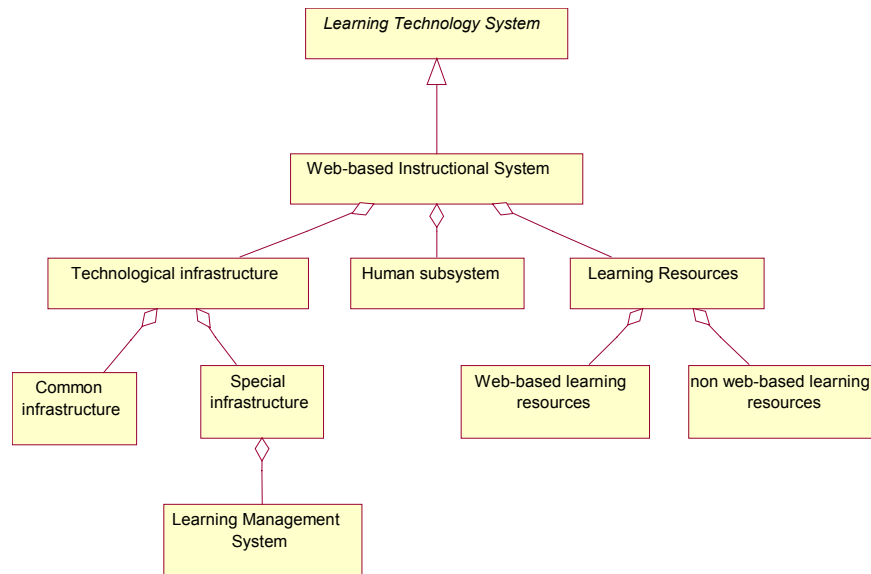 Learning Technology System
Web-based Instructional System
Technological infrastructure
Human subsystem
Learning Resources
Common
infrastructure
Special
infrastructure
Web-based learning
resources
non web-based learning
resources
Learning Management
System